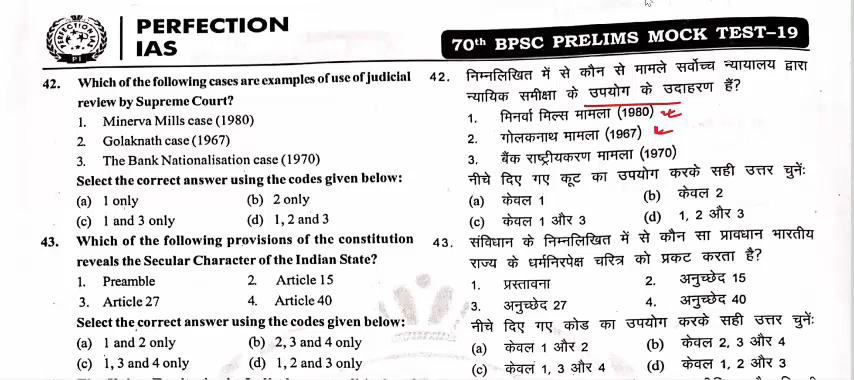 PERFECTION
IAS
PERFECTION IAS
PI
70th BPSC PRELIMS MOCK TEST–19
42. Which of the following cases are examples of use of judicial
review by Supreme Court?
1. Minerva Mills case (1980)
2. Golaknath case (1967)
3. The Bank Nationalisation case (1970)
Select the correct answer using the codes given below:
(a) 1 only (b) 2 only
(c) 1 and 3 only (d) 1, 2 and 3
43. Which of the following provisions of the constitution
reveals the Secular Character of the Indian State?
1. Preamble 2. Article 15
3. Article 27 4. Article 40
Select the correct answer using the codes given below:
(a) 1 and 2 only (b) 2, 3 and 4 only
(c) 1, 3 and 4 only (d) 1, 2 and 3 only
42. निम्नलिखित में से कौन से मामले सर्वोच्च न्यायालय द्वारा
न्यायिक समीक्षा के उपयोग के उदाहरण हैं?
1. मिनर्वा मिल्स मामला (1980)
2. गोलकनाथ मामला (1967)
3. बैंक राष्ट्रीयकरण मामला (1970)
नीचे दिए गए कूट का उपयोग करके सही उत्तर चुनें:
(a) केवल 1 (b) केवल 2
(c) केवल 1 और 3 (d) 1, 2 और 3
43. संविधान के निम्नलिखित में से कौन सा प्रावधान भारतीय
राज्य के धर्मनिरपेक्ष चरित्र को प्रकट करता है?
1. प्रस्तावना 2. अनुच्छेद 15
3. अनुच्छेद 27 4. अनुच्छेद 40
नीचे दिए गए कोड का उपयोग करके सही उत्तर चुनें:
(a) केवल 1 और 2 (b) केवल 2, 3 और 4
(c) केवल 1, 3 और 4 (d) केवल 1, 2 और 3